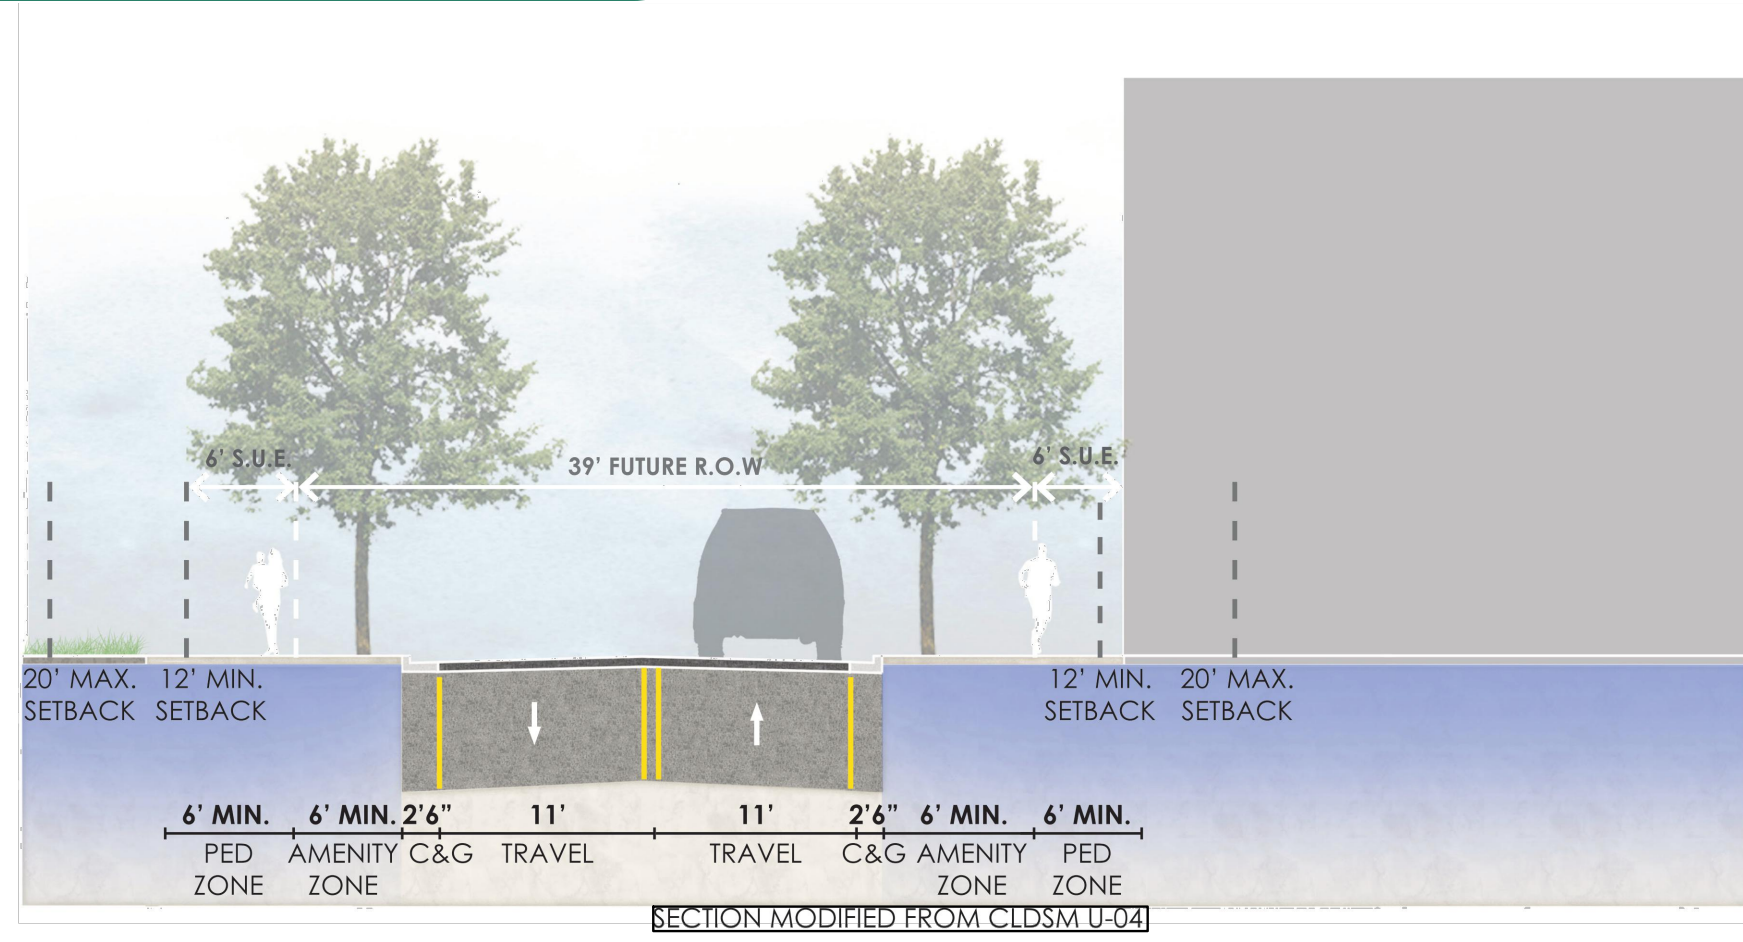 6' S.U.E.
39' FUTURE R.O.W
6' S.U.E.
20' MAX.
SETBACK
12' MIN.
SETBACK
12' MIN.
SETBACK
20' MAX.
SETBACK
6' MIN.
6' MIN.
2'6”
11'
11'
2'6”
6' MIN.
6' MIN.
PED
ZONE
AMENITY
ZONE
C&G
TRAVEL
TRAVEL
C&G
AMENITY
ZONE
PED
ZONE
SECTION MODIFIED FROM CLDSM U-04